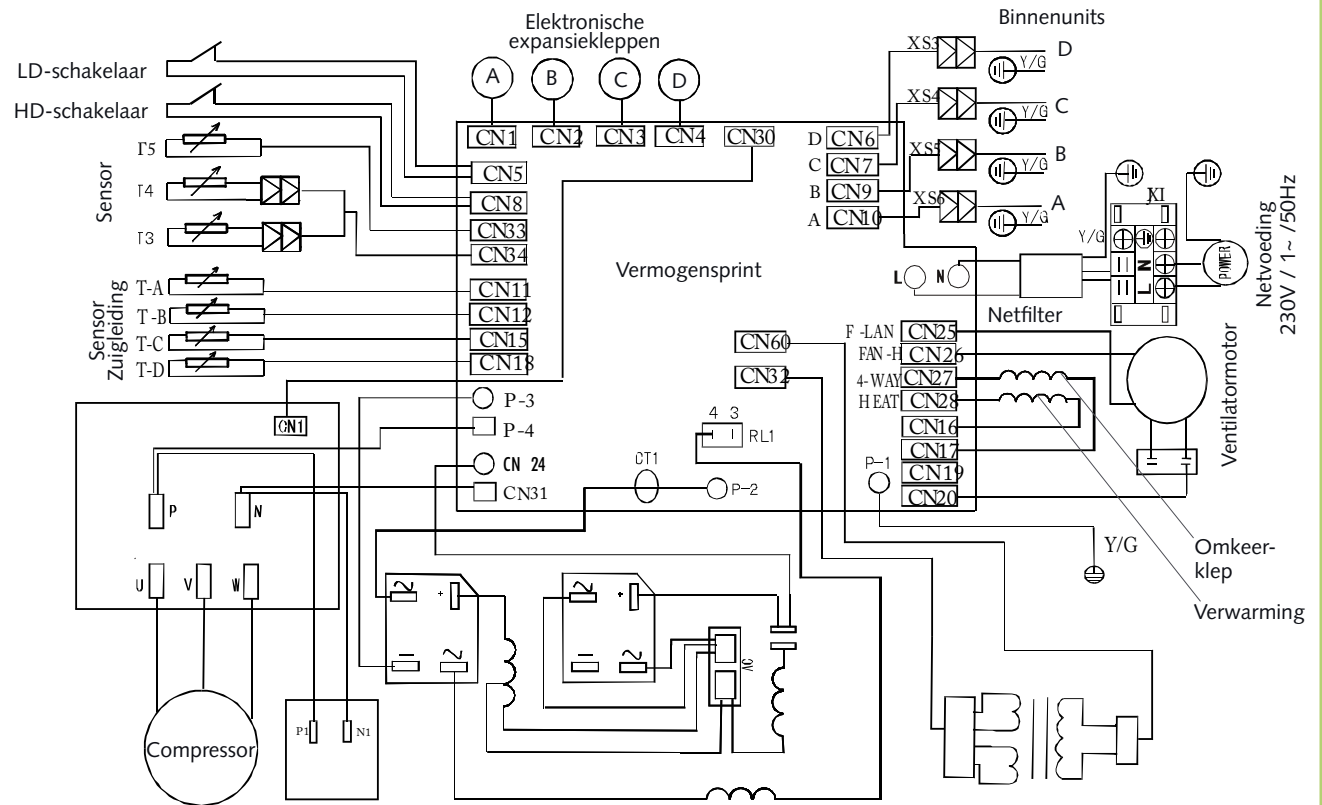 Elektronische
expansiekleppen
Binnenunits
A
B
C
D
LD-schakelaar
HD-schakelaar
XS3
D
Y/G
XS4
C
Y/G
XS5
B
Y/G
XS6
A
Y/G
CN1
CN2
CN3
CN4
CN30
D CN6
C CN7
B CN9
A CN10
CN5
CN8
CN33
CN34
CN11
CN12
CN15
CN18
Sensor
T4
T3
Sensor
Zuigleiding
T-A
T-B
T-C
T-D
Vermogensprint
L
N
Y/G
L N
POWER
Netvoeding
230V / 1~ /50Hz
Netfilter
F-LAN CN25
FAN-H CN26
4-WAY CN27
HEAT CN28
CN16
CN17
CN19
CN20
Ventilatormotor
CN60
CN32
CN1
P-3
P-4
CN 24
CN31
4 3
RL1
CT1
P-2
P-1
P
N
U
V
W
Y/G
Omkeer-
klep
Verwarming
+
–
+
–
AC
Compressor
P1
N1